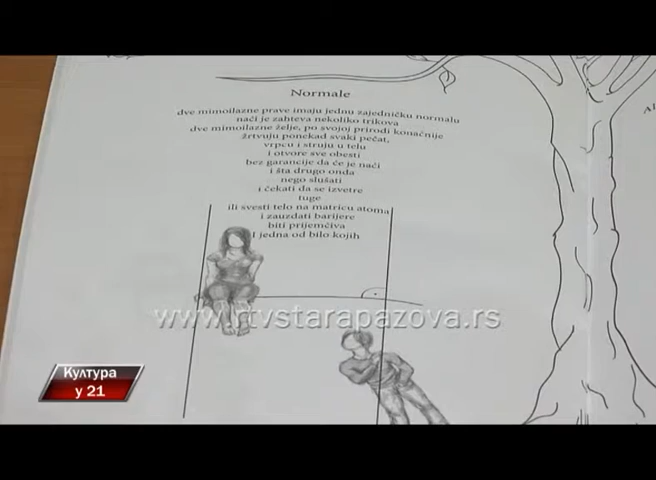 Normale
dve mimoilazne prave imaju jednu zajedničku normalu
naći je zahteva nekoliko trikova
dve mimoilazne želje, po svojoj prirodi konačnije
žrtvuju ponekad svaki pečat,
vrpcu i struju u telu
i otvore sve obesti
bez garancije da će je naći
i šta drugo onda
nego slušati
i čekati da se izvetre
tuge
ili svesti telo na matricu atoma
i zauzdati barijere
biti prijemčiva
I jedna od bilo kojih
www.rtvstarapazova.rs
Култура
у 21